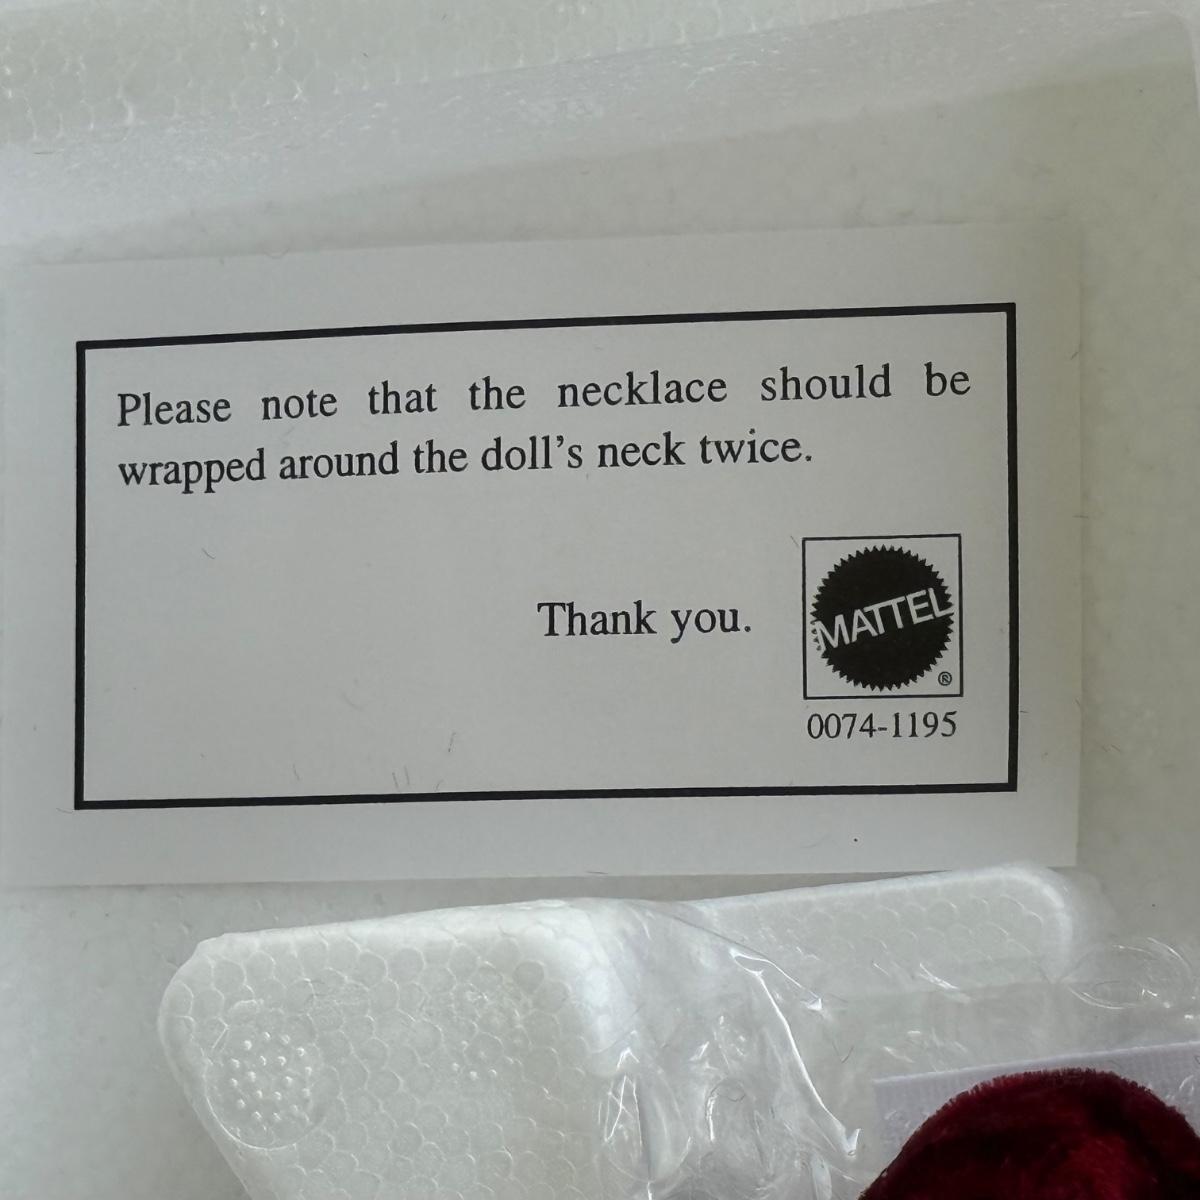 Please note that the necklace should be
wrapped around the doll's neck twice.
Thank you.
MATTEL
®
0074-1195